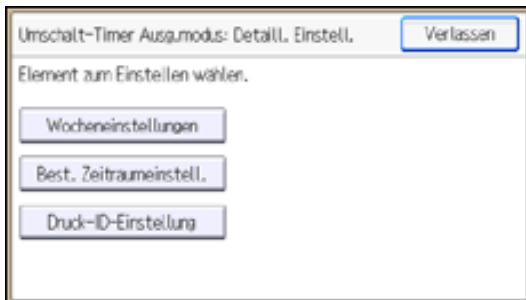 Umschalt-Timer Ausg.modus: Detaill. Einstell.
Verlassen
Element zum Einstellen wählen.
Wocheneinstellungen
Best. Zeitraumeinstell.
Druck-ID-Einstellung